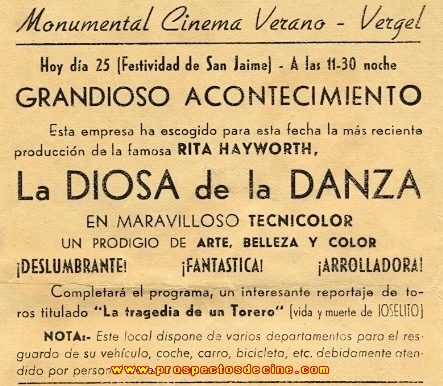 Monumental Cinema Verano - Vergel
Hoy día 25 (Festividad de San Jaime) - A las 11-30 noche
GRANDIOSO ACONTECIMIENTO
Esta empresa ha escogido para esta fecha la más reciente
producción de la famosa RITA HAYWORTH,
La DIOSA de la DANZA
EN MARAVILLOSO TECNICOLOR
UN PRODIGIO DE ARTE, BELLEZA Y COLOR
¡DESLUMBRANTE! ¡FANTASTICA! ¡ARROLLADORA!
Completará el programa, un interesante reportaje de to-
ros titulado "La tragedia de un Torero" (vida y muerte de JOSELITO)
NOTA:- Este local dispone de varios departamentos para el res-
guardo de su vehículo, coche, carro, bicicleta, etc. debidamente aten-
dido por person
www.prospectosdecine.com